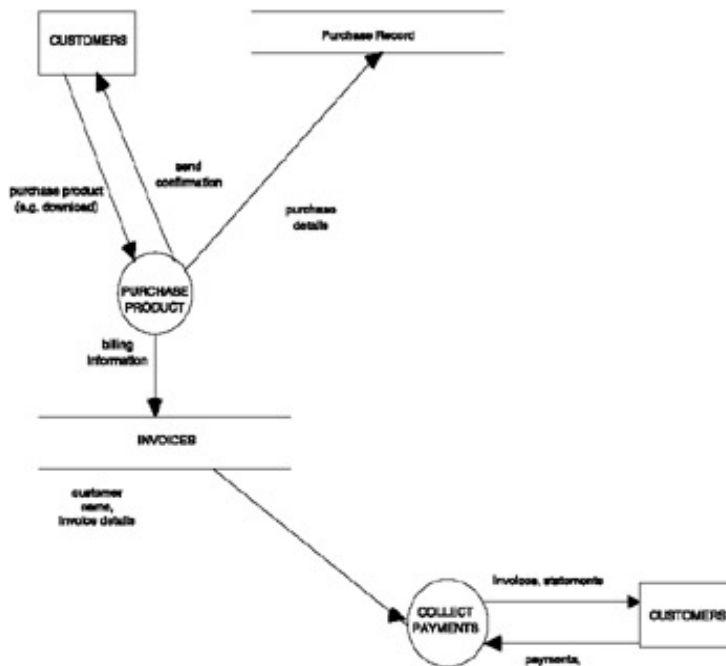 CUSTOMERS
Purchase Record
send
confirmation
purchase product
(e.g. download)
purchase
details
PURCHASE
PRODUCT
billing
information
INVOICES
customer
name,
invoice details
invoices, statements
COLLECT
PAYMENTS
CUSTOMERS
payments,